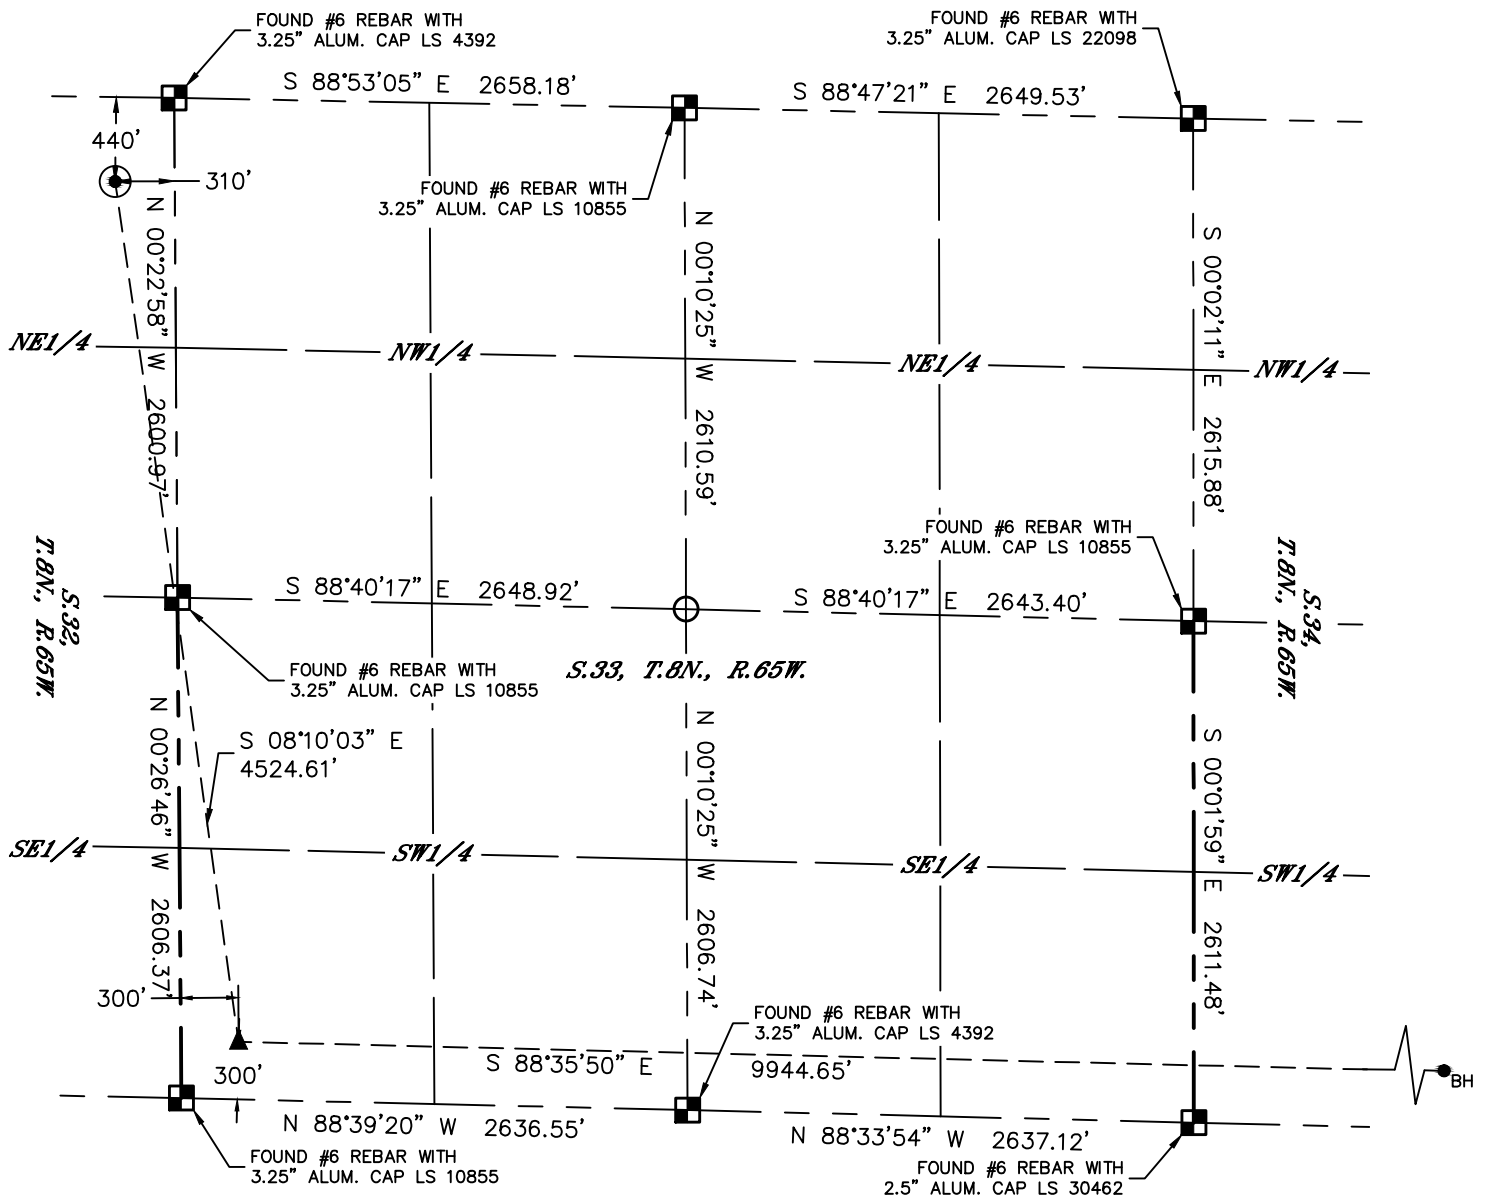 FOUND #6 REBAR WITH
3.25" ALUM. CAP LS 4392
FOUND #6 REBAR WITH
3.25" ALUM. CAP LS 22098
S 88°53'05" E 2658.18'
S 88°47'21" E 2649.53'
440'
310'
FOUND #6 REBAR WITH
3.25" ALUM. CAP LS 10855
N 00°22'58" W 2600.97'
N 00°10'25" W 2610.59'
S 00°02'11" E 2615.88'
NE1/4
NW1/4
NE1/4
NW1/4
FOUND #6 REBAR WITH
3.25" ALUM. CAP LS 10855
S.32,
T.8N., R.65W.
S 88°40'17" E 2648.92'
S 88°40'17" E 2643.40'
S.34,
T.8N., R.65W.
FOUND #6 REBAR WITH
3.25" ALUM. CAP LS 10855
S.33, T.8N., R.65W.
N 00°26'46" W 2606.37'
S 08°10'03" E
4524.61'
N 00°10'25" W 2606.74'
S 00°01'59" E 2611.48'
SE1/4
SW1/4
SE1/4
SW1/4
300'
FOUND #6 REBAR WITH
3.25" ALUM. CAP LS 4392
300'
S 88°35'50" E 9944.65'
BH
N 88°39'20" W 2636.55'
N 88°33'54" W 2637.12'
FOUND #6 REBAR WITH
3.25" ALUM. CAP LS 10855
FOUND #6 REBAR WITH
2.5" ALUM. CAP LS 30462